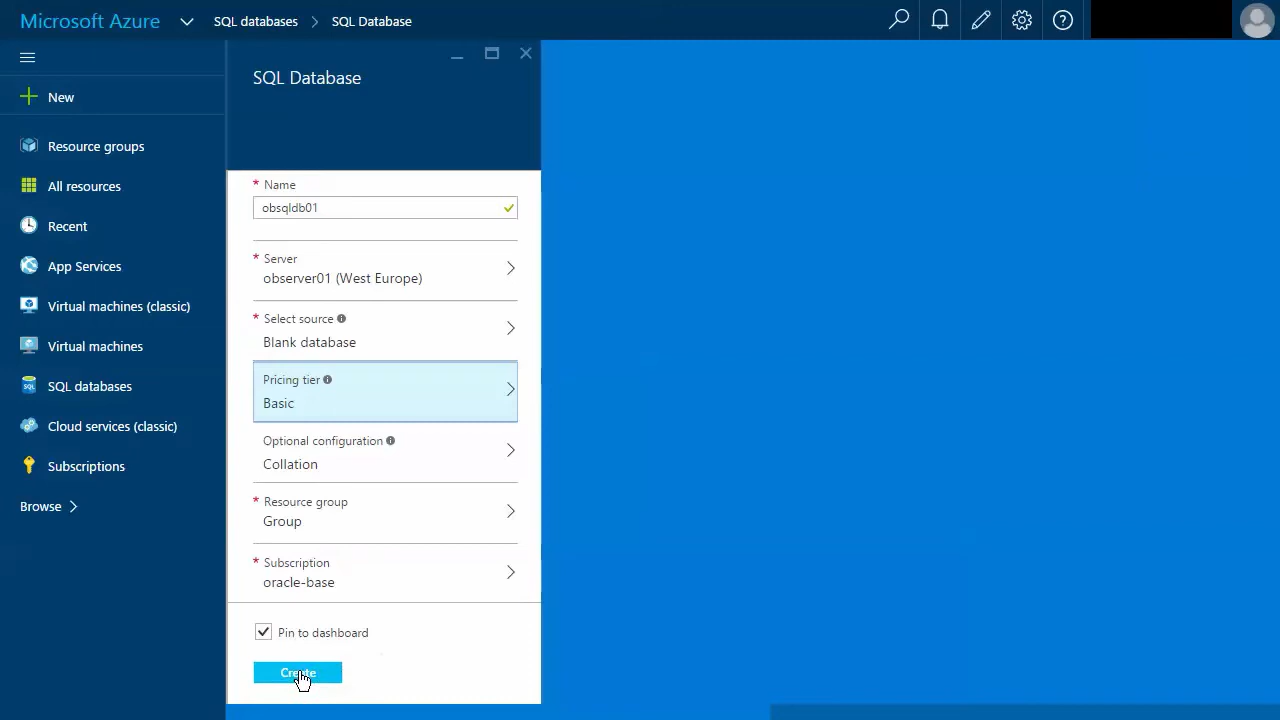 Microsoft Azure
SQL databases > SQL Database
SQL Database
New
Resource groups
All resources
Recent
App Services
Virtual machines (classic)
Virtual machines
SQL databases
Cloud services (classic)
Subscriptions
Browse >
* Name
obsqldb01
* Server
observer01 (West Europe)
* Select source
Blank database
Pricing tier
Basic
Optional configuration
Collation
* Resource group
Group
* Subscription
oracle-base
Pin to dashboard
Create